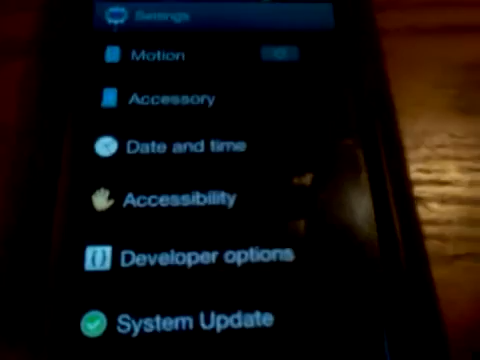 Settings
Motion
Accessory
Date and time
Accessibility
Developer options
System Update